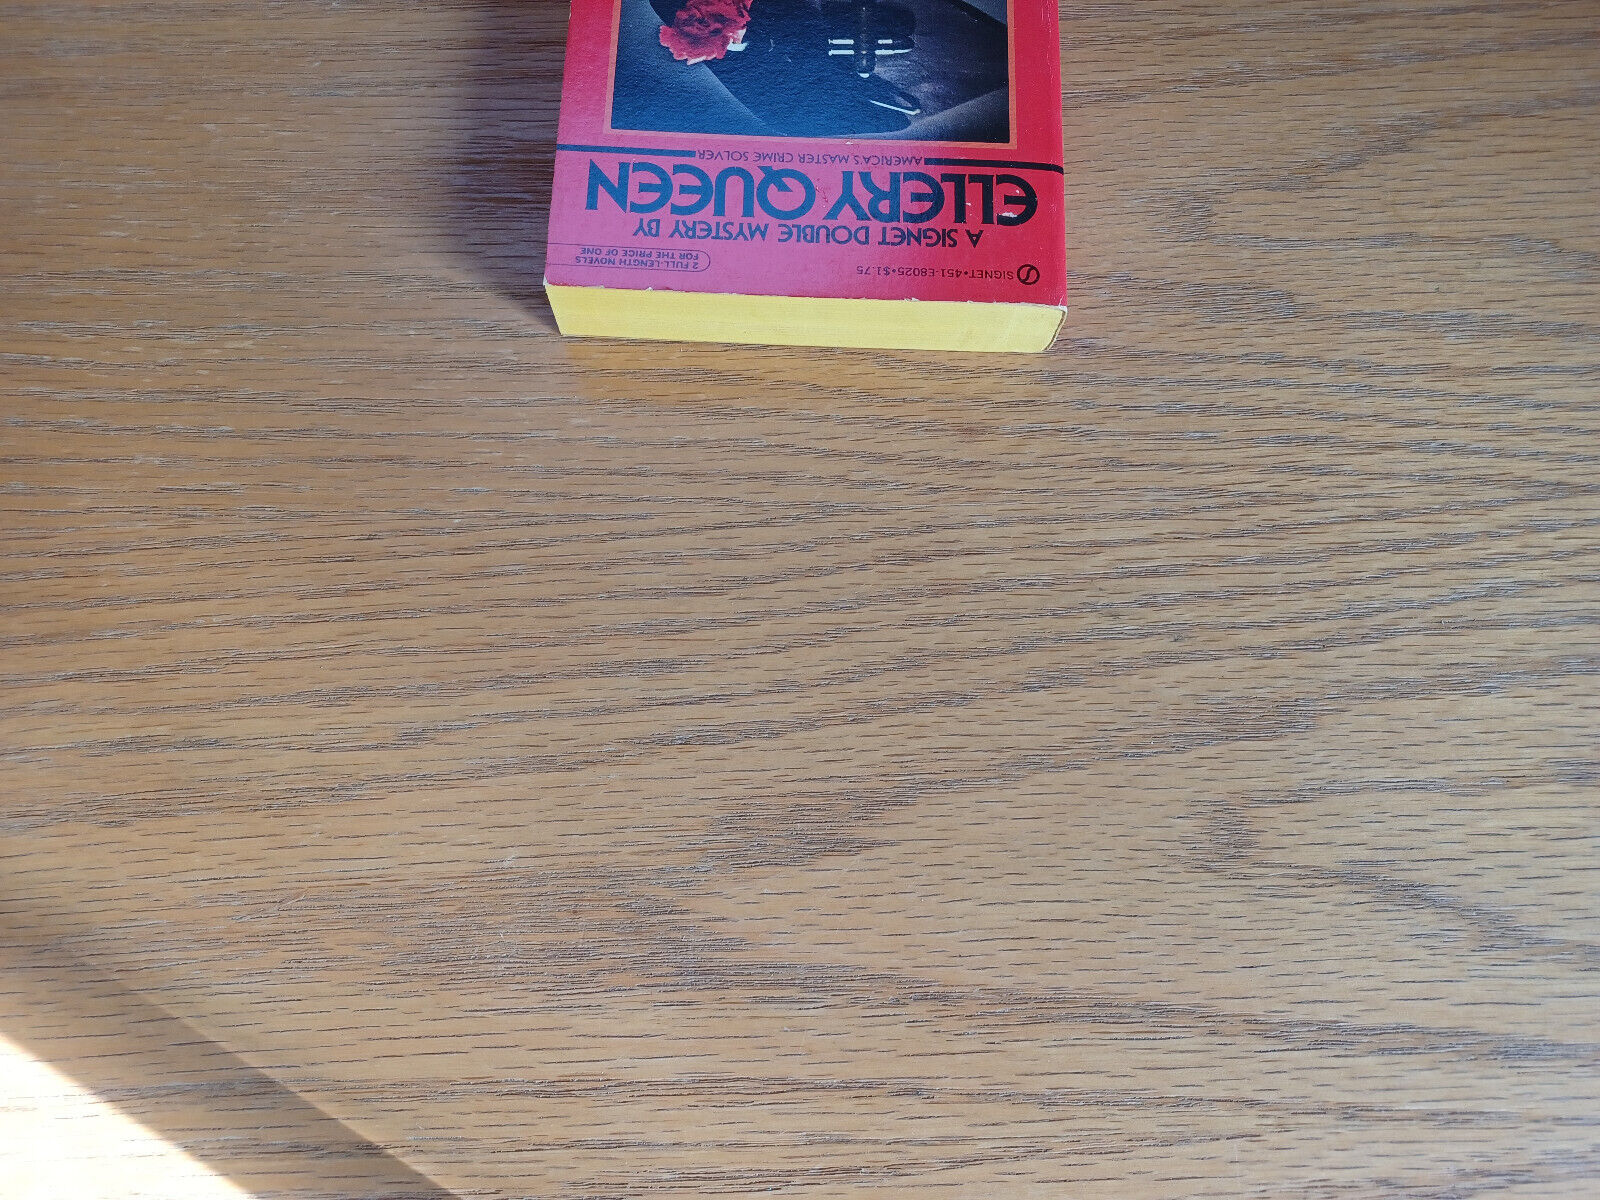 SIGNET•451-E8025•$1.75
2 FULL-LENGTH NOVELS
FOR THE PRICE OF ONE
A SIGNET DOUBLE MYSTERY BY
ELLERY QUEEN
AMERICA'S MASTER CRIME SOLVER